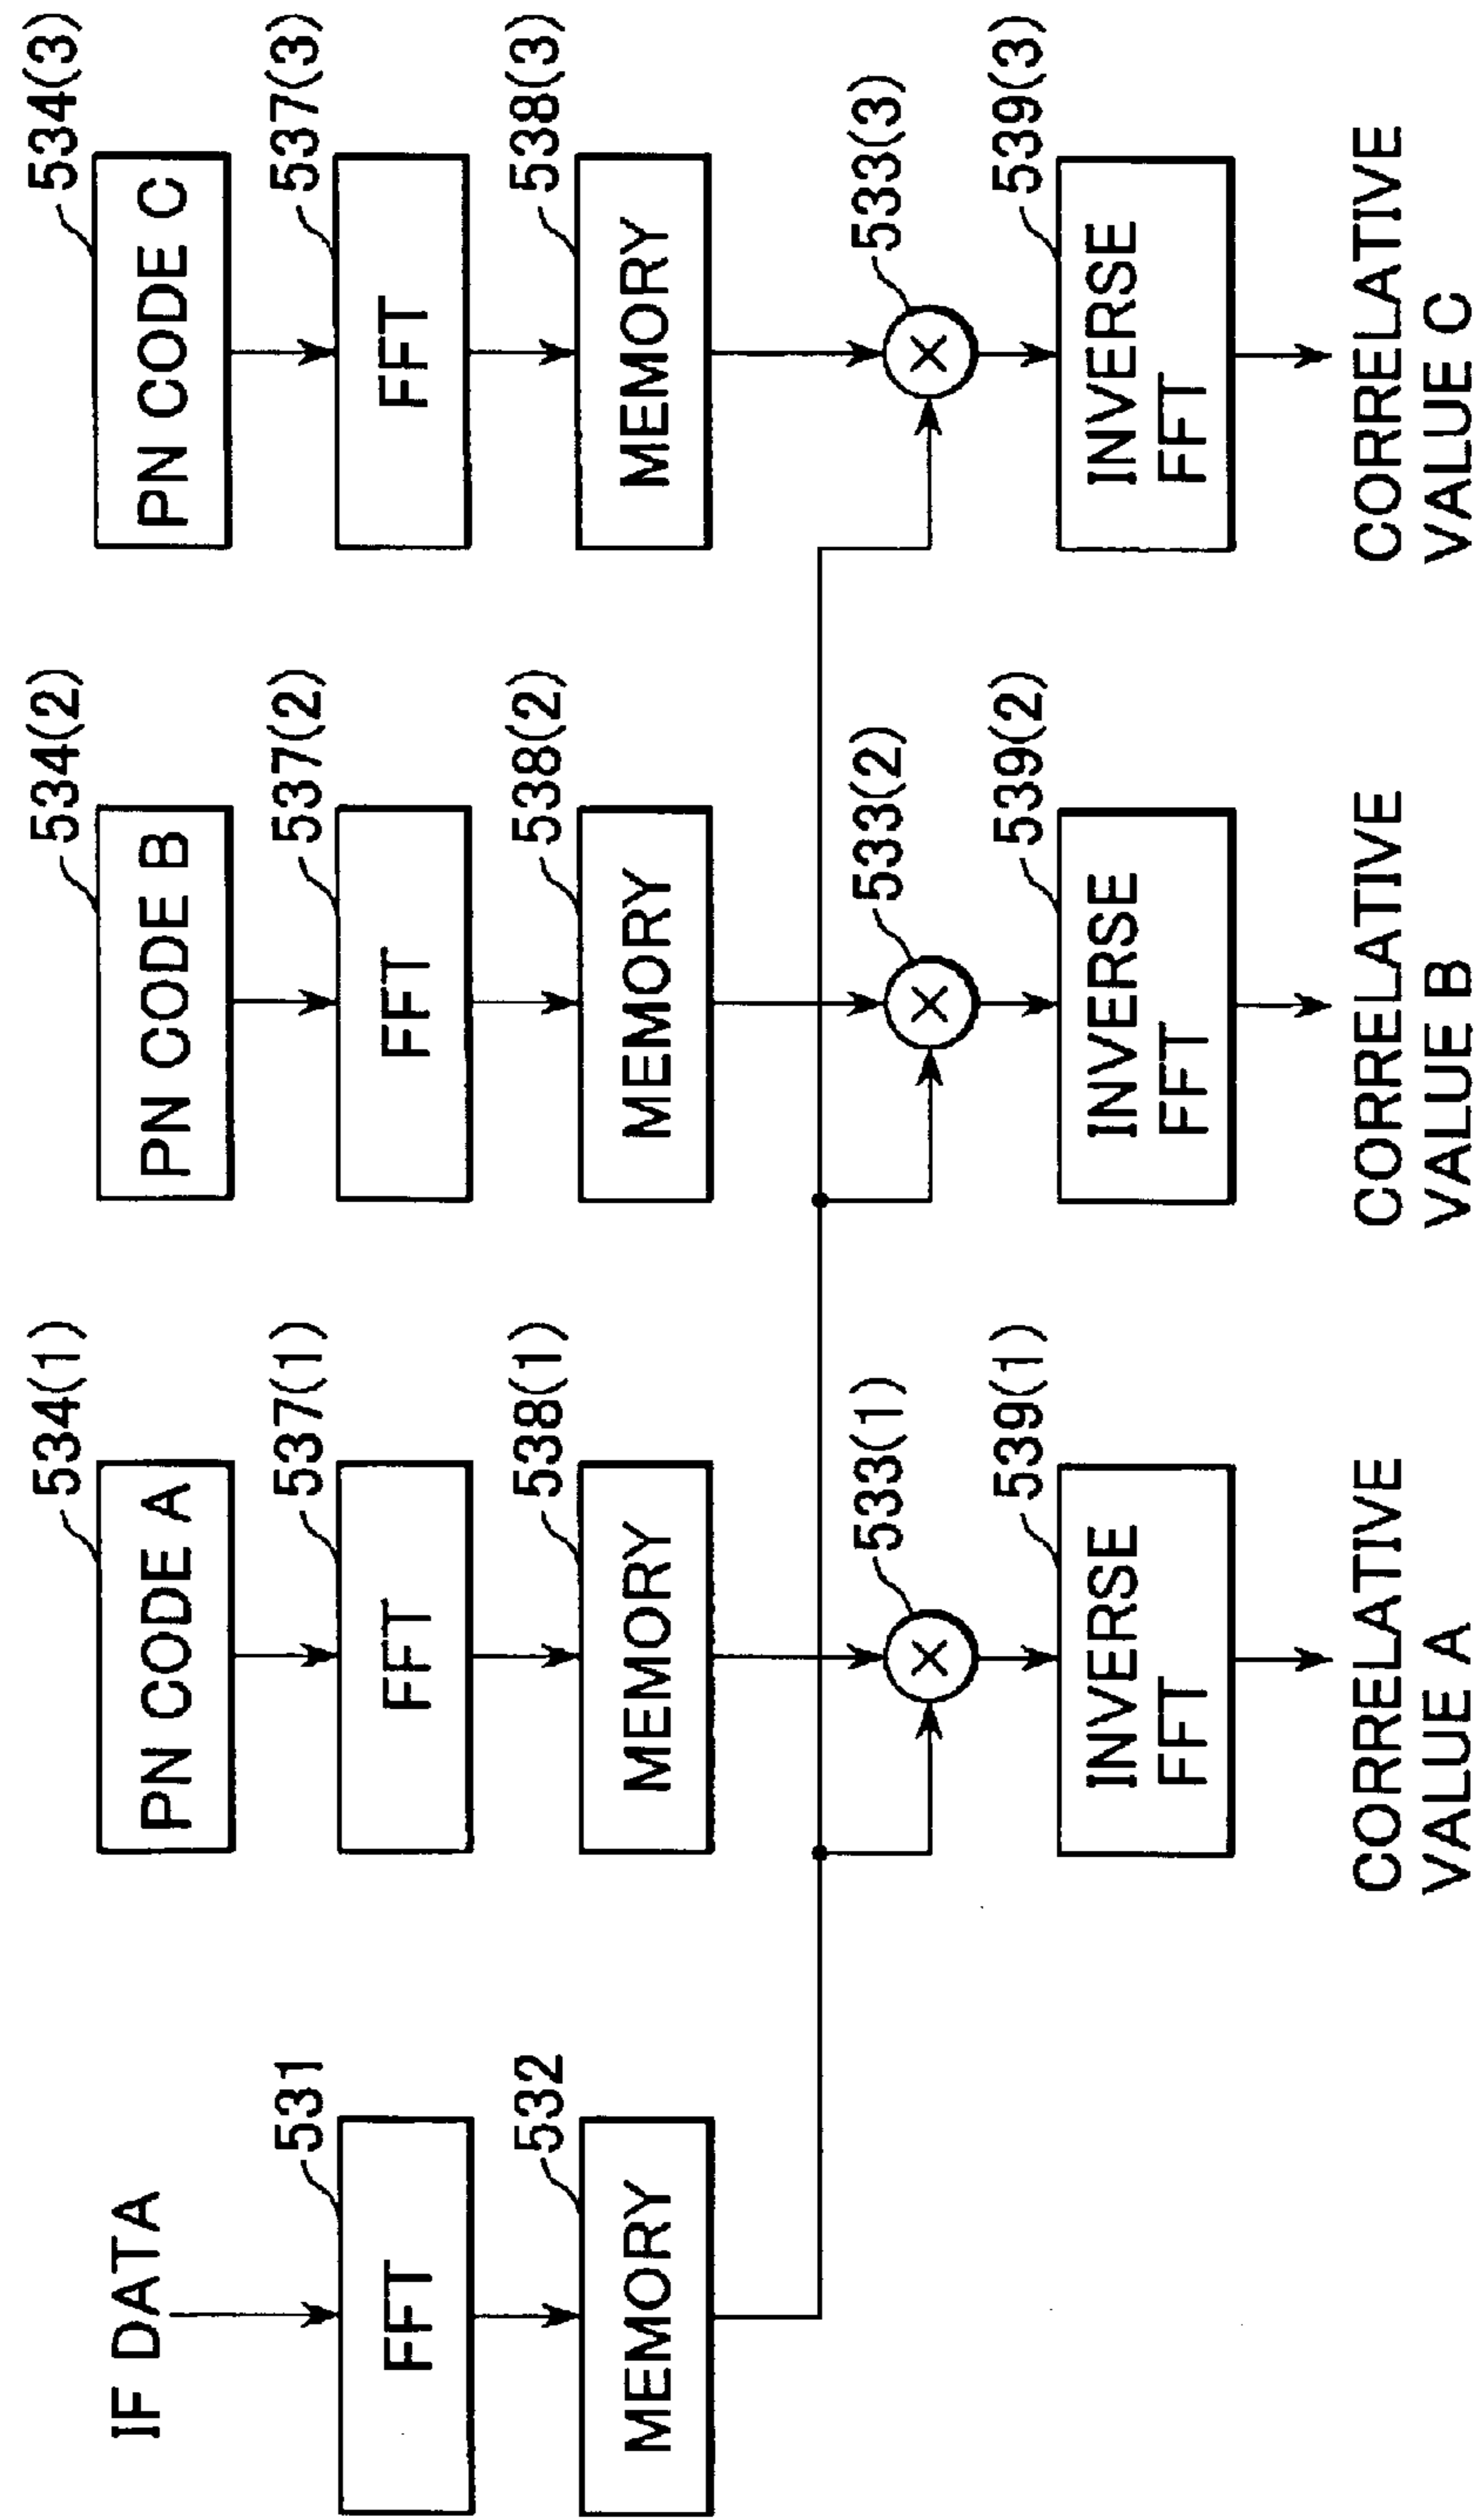 IF DATA
531
FFT
532
MEMORY
534(1)
PN CODE A
537(1)
FFT
538(1)
MEMORY
533(1)
×
539(1)
INVERSE
FFT
CORRELATIVE
VALUE A
534(2)
PN CODE B
537(2)
FFT
538(2)
MEMORY
533(2)
×
539(2)
INVERSE
FFT
CORRELATIVE
VALUE B
534(3)
PN CODE C
537(3)
FFT
538(3)
MEMORY
533(3)
×
539(3)
INVERSE
FFT
CORRELATIVE
VALUE C